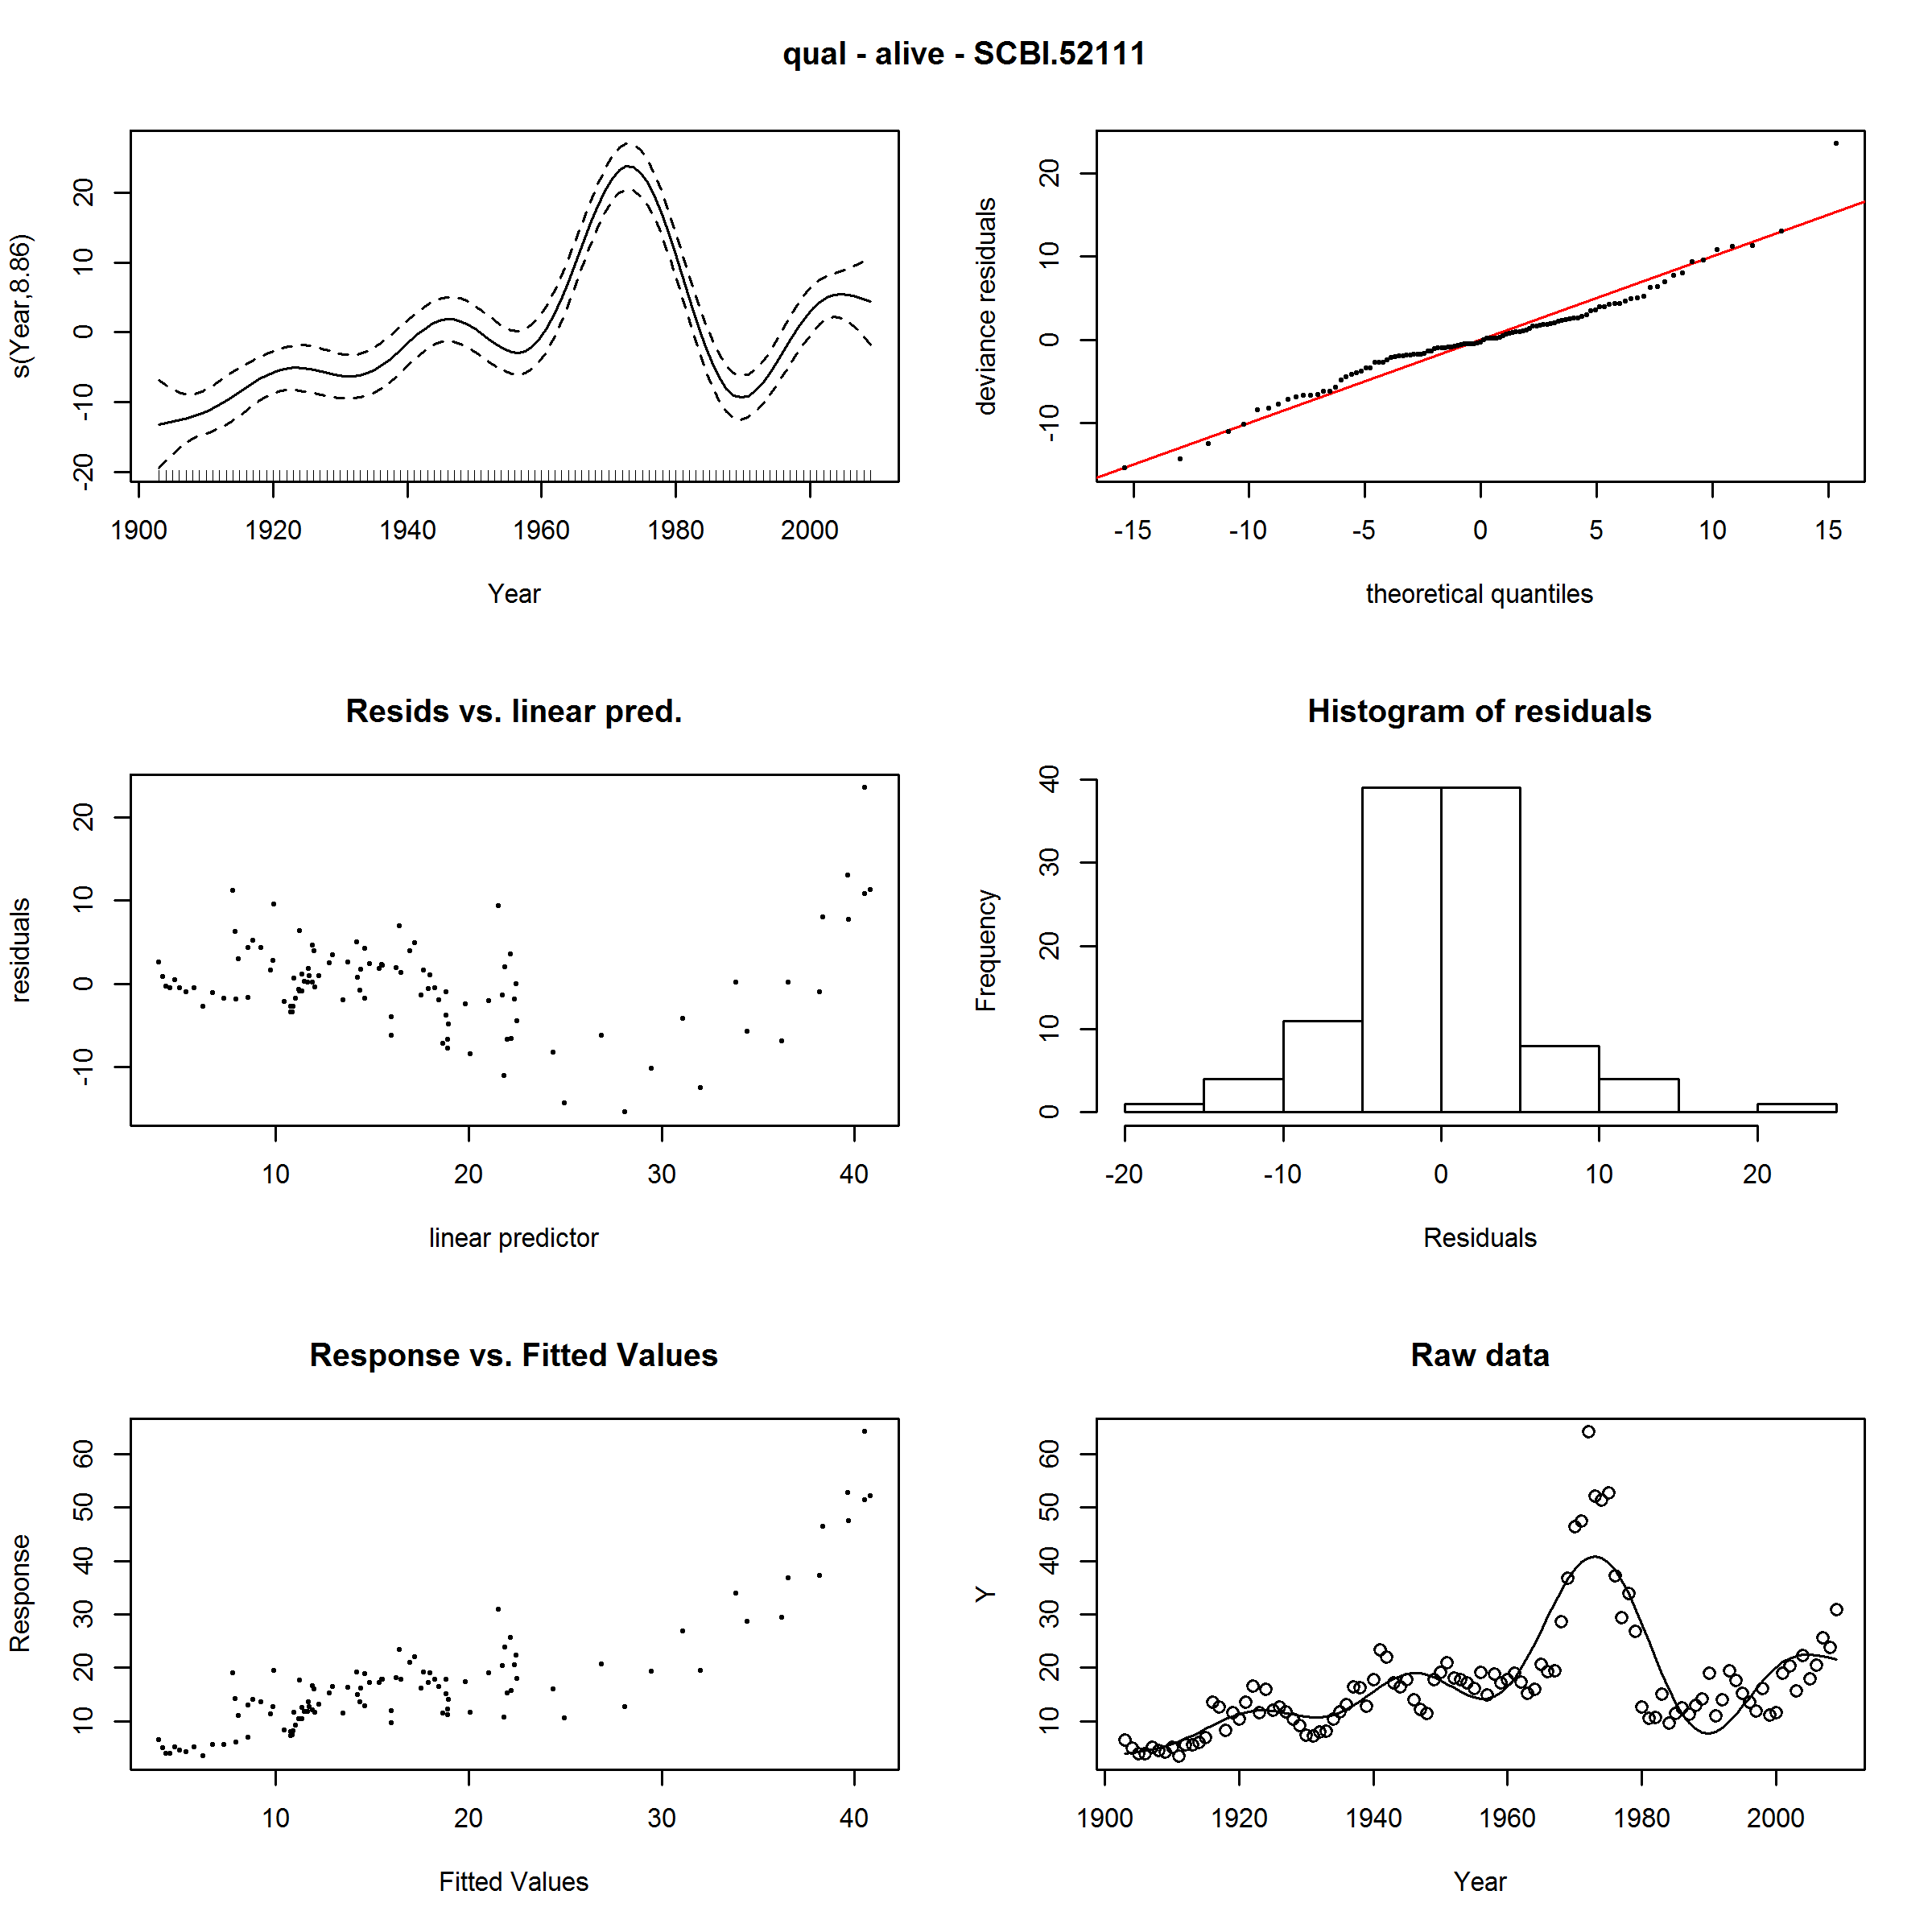 qual - alive - SCBI.52111
s(Year,8.86)
20
10
0
-10
-20
1900 1920 1940 1960 1980 2000
Year
deviance residuals
20
10
0
-10
-15 -10 -5 0 5 10 15
theoretical quantiles
Resids vs. linear pred.
residuals
20
10
0
-10
10 20 30 40
linear predictor
Histogram of residuals
Frequency
40
30
20
10
0
-20 -10 0 10 20
Residuals
Response vs. Fitted Values
Response
60
50
40
30
20
10
10 20 30 40
Fitted Values
Raw data
Y
60
50
40
30
20
10
1900 1920 1940 1960 1980 2000
Year